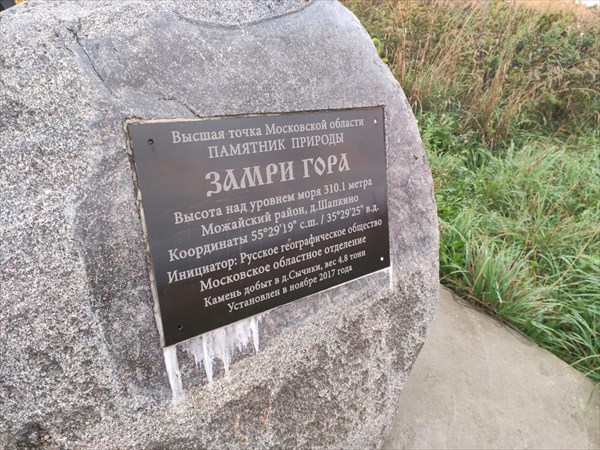 Высшая точка Московской области
ПАМЯТНИК ПРИРОДЫ
ЗАМРИ ГОРА
Высота над уровнем моря 310.1 метра
Можайский район, д.Шапкино
Координаты 55°29'19" с.ш. / 35°29'25" в.д.
Инициатор: Русское географическое общество
Московское областное отделение
Камень добыт в д.Сычики, вес 4.8 тонн
Установлен в ноябре 2017 года